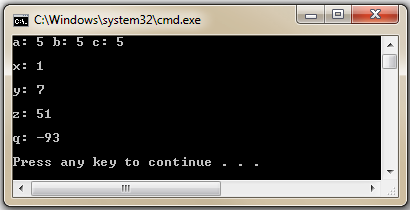 C:\Windows\system32\cmd.exe
a: 5 b: 5 c: 5
x: 1
y: 7
z: 51
q: -93
Press any key to continue . . .